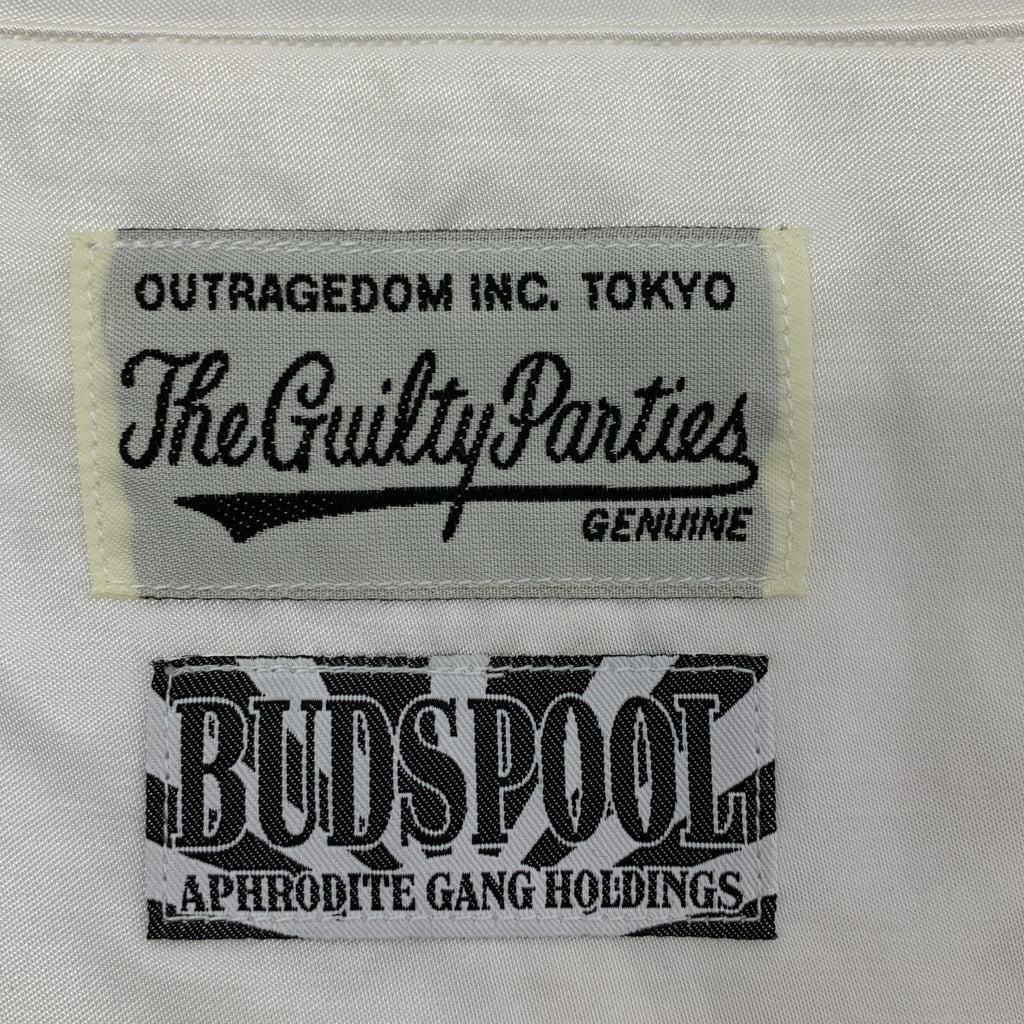 OUTRAGEDOM INC. TOKYO
The Guilty Parties
GENUINE
BUDSPOOL
APHRODITE GANG HOLDINGS